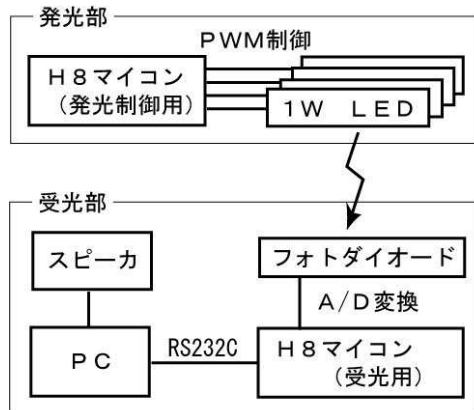 発光部
PWM制御
H8マイコン
(発光制御用)
1W LED
受光部
スピーカ
フォトダイオード
A/D変換
PC
RS232C
H8マイコン
(受光用)